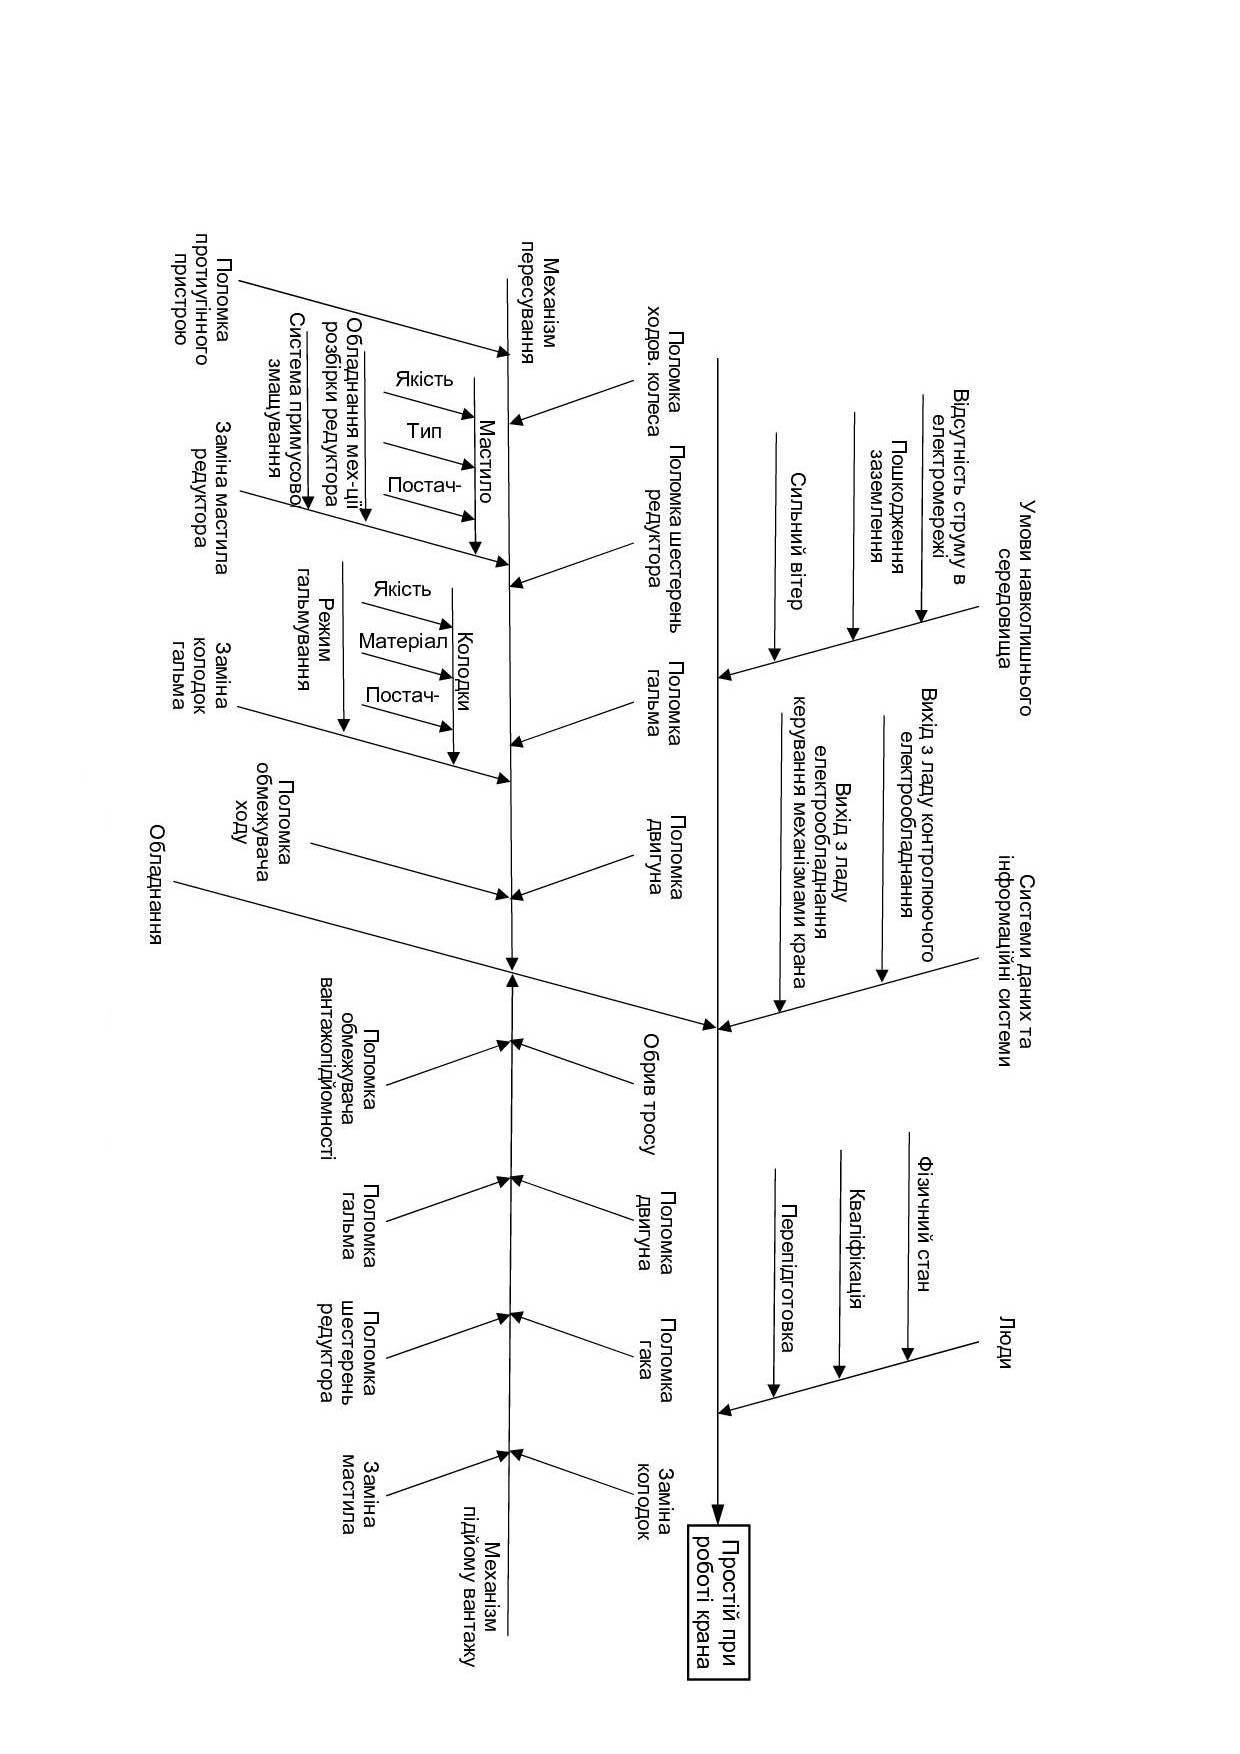 Умови навколишнього
середовища
Відсутність струму в
електромережі
Пошкодження
заземлення
Сильний вітер
Системи даних та
інформаційні системи
Вихід з ладу контролюючого
електрообладнання
Вихід з ладу
електрообладнання
керування механізмами крана
Люди
Фізичний стан
Кваліфікація
Перепідготовка
Простій при
роботі крана
Поломка
ходов. колеса
Поломка шестерень
редуктора
Поломка
гальма
Поломка
двигуна
Обрив тросу
Поломка
двигуна
Поломка
гака
Заміна
колодок
Механізм
пересування
Механізм
підйому вантажу
Мастило
Якість
Тип
Постач-
Обладнання мех-ції
розбірки редуктора
Система примусово
змащування
Колодки
Якість
Матеріал
Постач-
Режим
гальмування
Поломка
протиугінного
пристрою
Заміна мастила
редуктора
Заміна
колодок
гальма
Поломка
обмежувача
ходу
Обладнання
Поломка
обмежувача
вантажопідйомності
Поломка
гальма
Поломка
шестерень
редуктора
Заміна
мастила